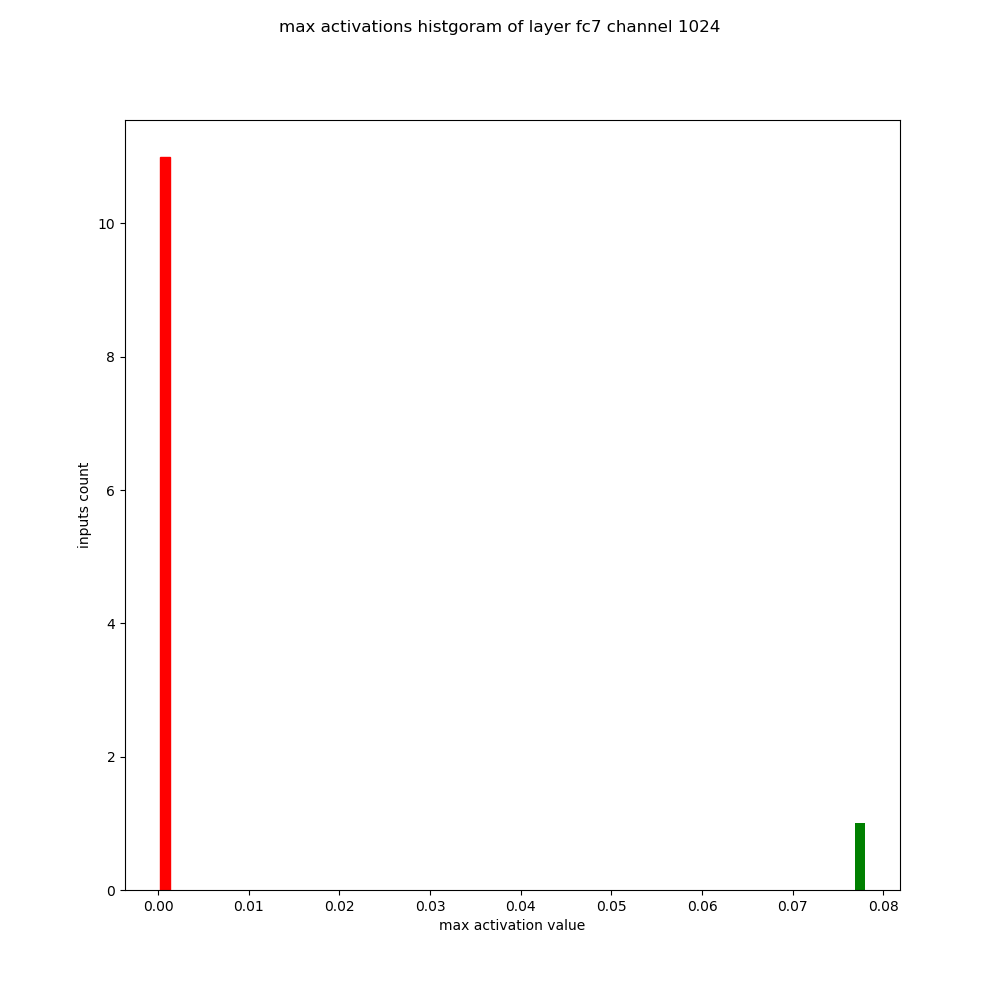 max activations histgoram of layer fc7 channel 1024
inputs count
10
8
6
4
2
0
0.00 0.01 0.02 0.03 0.04 0.05 0.06 0.07 0.08
max activation value